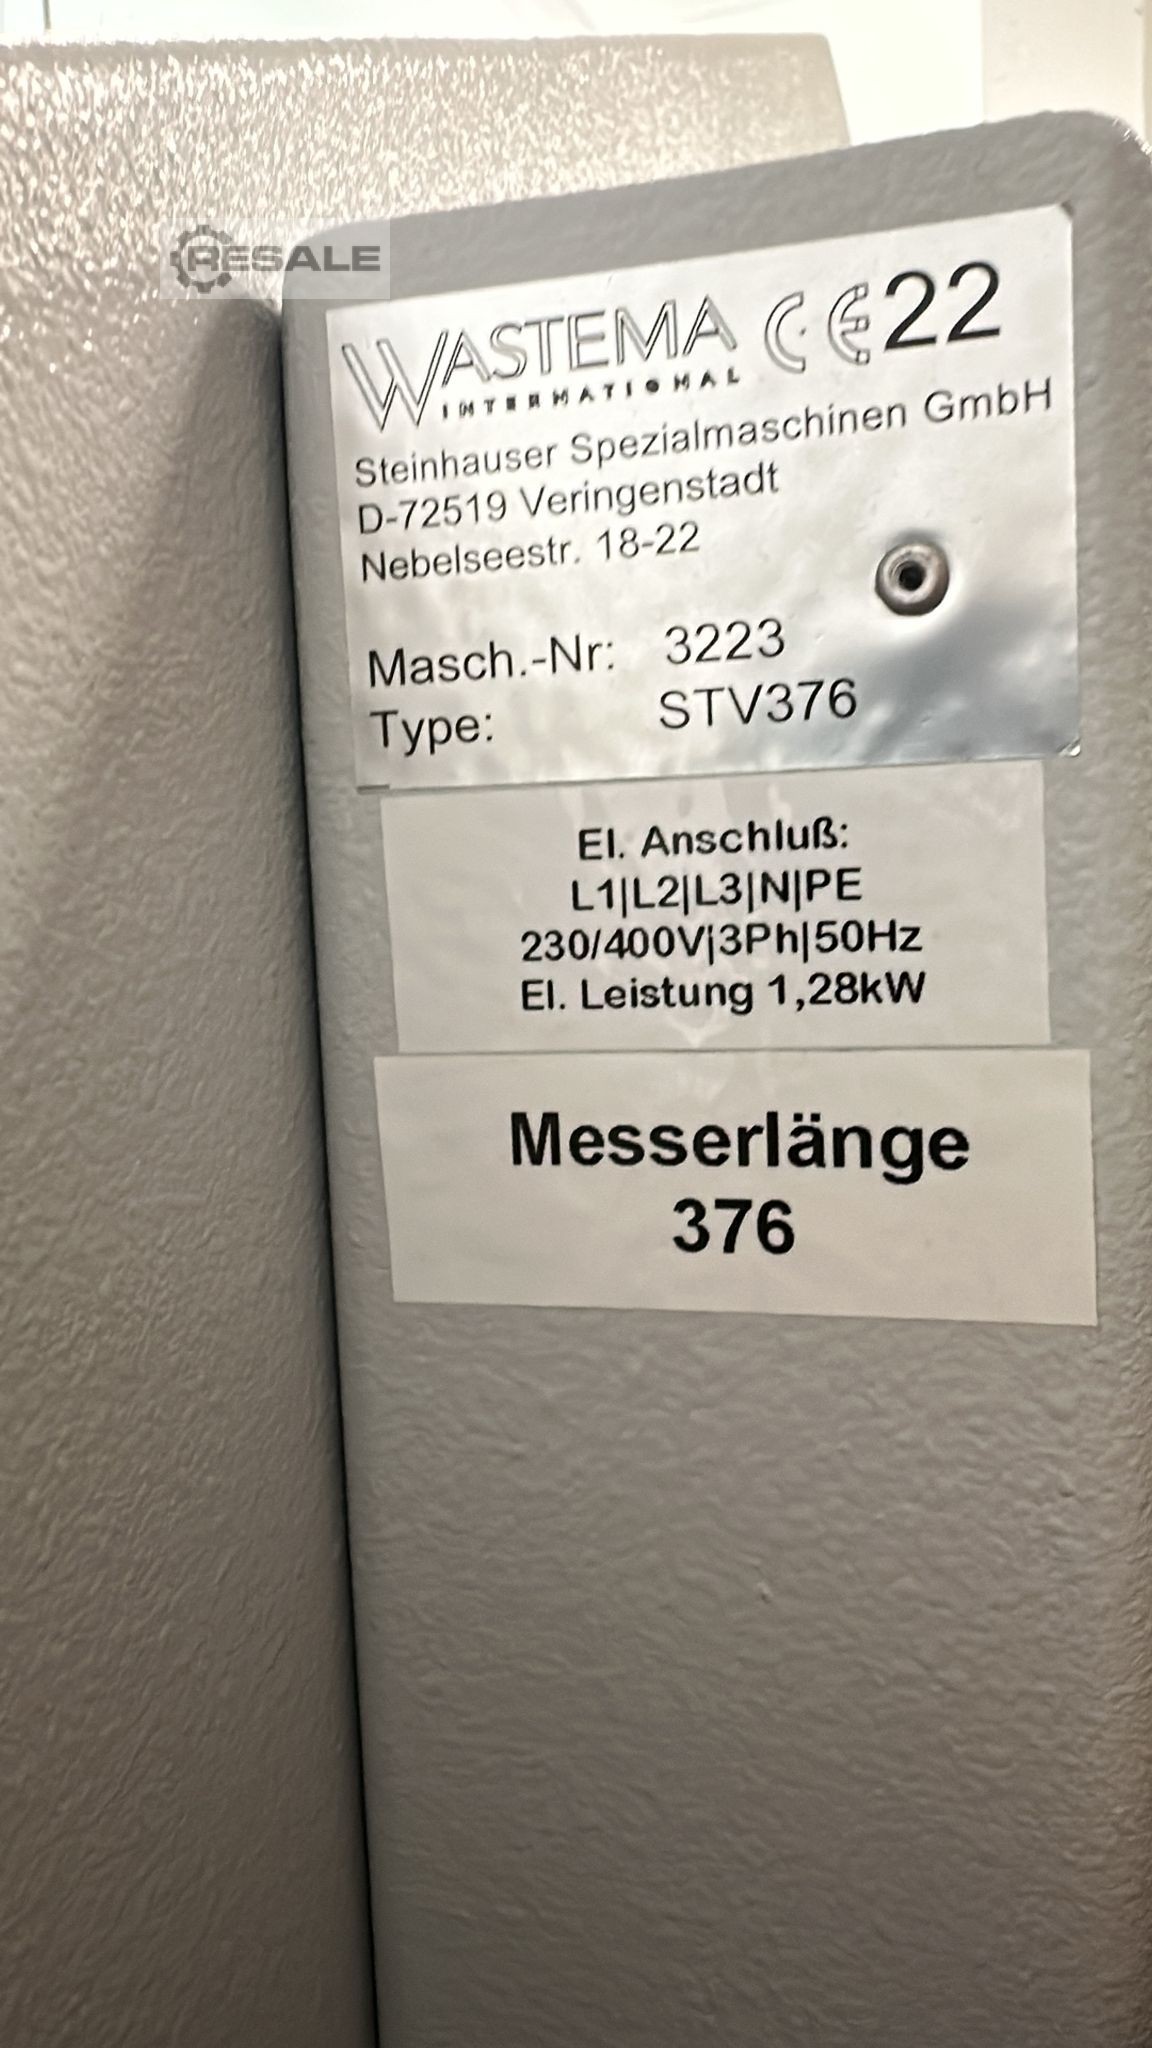 RESALE
WASTEMA CE 22
INTERNATIONAL
Steinhauser Spezialmaschinen GmbH
D-72519 Veringenstadt
Nebelseestr. 18-22
Masch.-Nr: 3223
Type: STV376
El. Anschluß:
L1|L2|L3|N|PE
230/400V|3Ph|50Hz
El. Leistung 1,28kW
Messerlänge
376